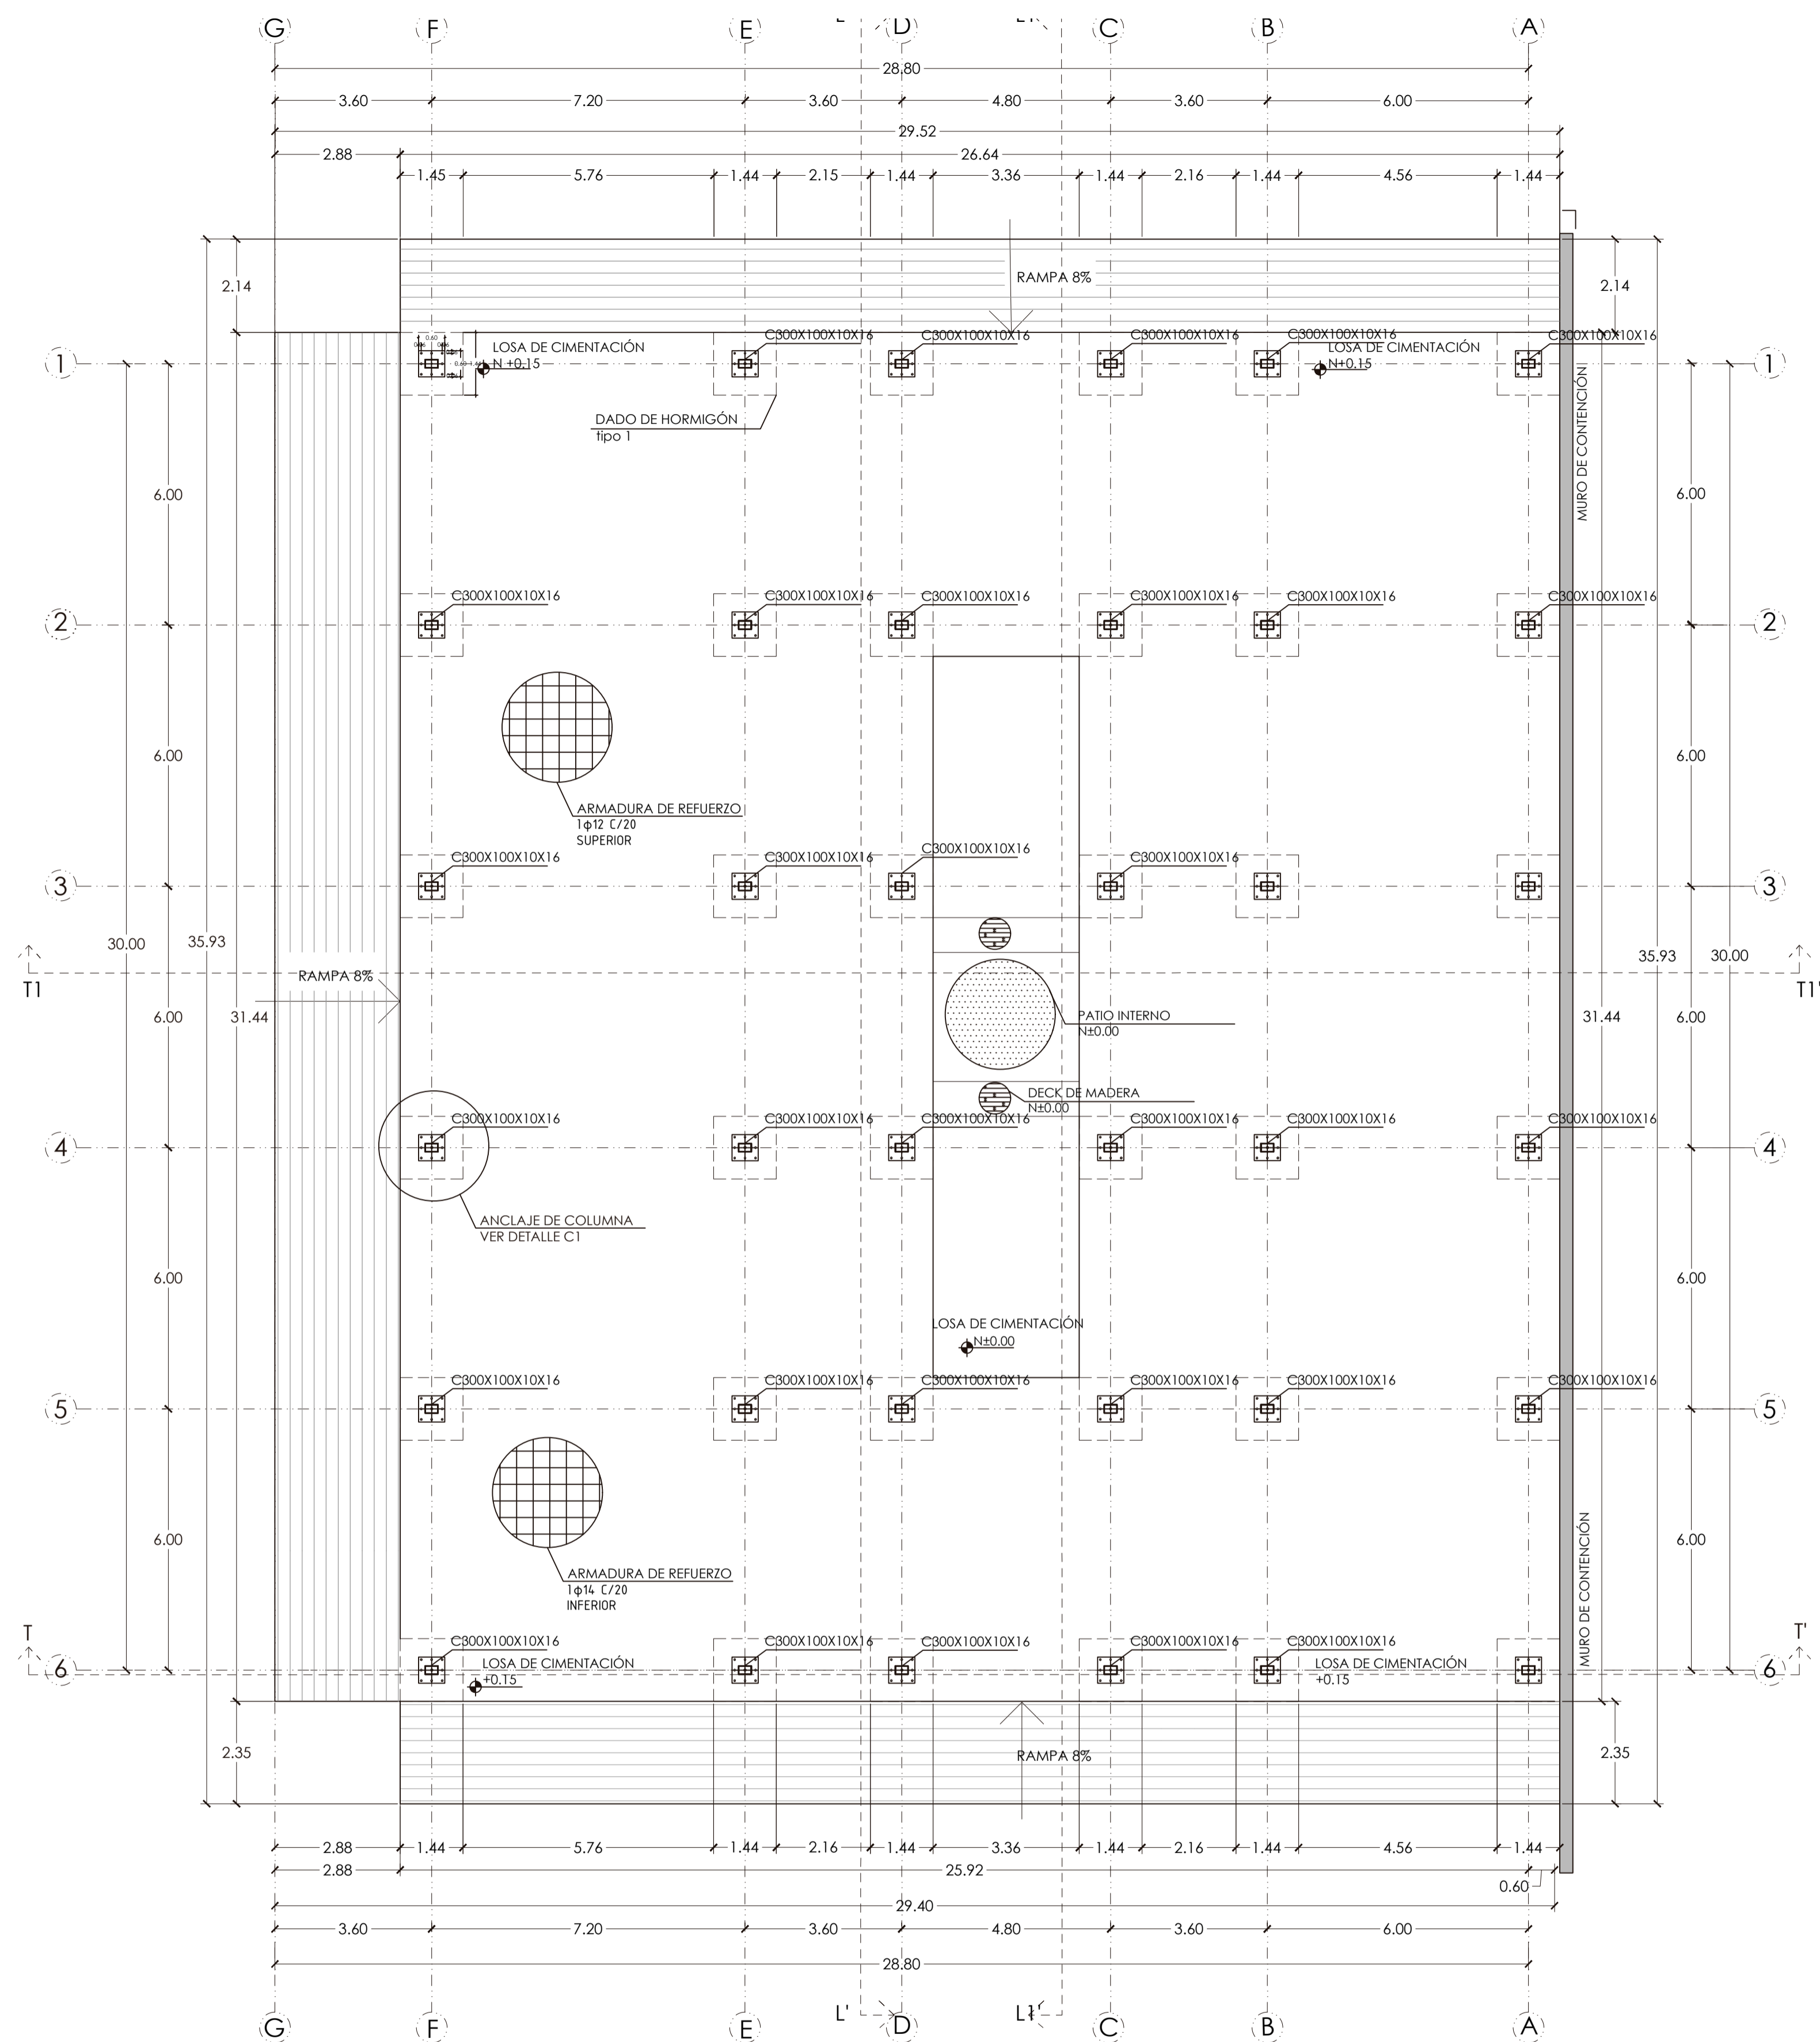 G F E D C B A
28.80
3.60 7.20 3.60 4.80 3.60 6.00
29.52
2.88 26.64
1.45 5.76 1.44 2.15 1.44 3.36 1.44 2.16 1.44 4.56 1.44
2.14 RAMPA 8% 2.14
C300X100X10X16 C300X100X10X16 C300X100X10X16 C300X100X10X16 C300X100X10X16
0.60
1 LOSA DE CIMENTACIÓN LOSA DE CIMENTACIÓN 1
N +0.15 N+0.15
DADO DE HORMIGÓN
tipo 1
MURO DE CONTENCIÓN
6.00 6.00
C300X100X10X16 C300X100X10X16 C300X100X10X16 C300X100X10X16 C300X100X10X16 C300X100X10X16
2 2
6.00 6.00
ARMADURA DE REFUERZO
1ϕ12 C/20
SUPERIOR
C300X100X10X16 C300X100X10X16 C300X100X10X16 C300X100X10X16
3 3
30.00 35.93 35.93 30.00
RAMPA 8%
T1 T1'
6.00 31.44 PATIO INTERNO 31.44 6.00
N±0.00
DECK DE MADERA
N±0.00
C300X100X10X16 C300X100X10X16 C300X100X10X16 C300X100X10X16 C300X100X10X16 C300X100X10X16
4 4
ANCLAJE DE COLUMNA
VER DETALLE C1
6.00 6.00
LOSA DE CIMENTACIÓN
N±0.00
C300X100X10X16 C300X100X10X16 C300X100X10X16 C300X100X10X16 C300X100X10X16 C300X100X10X16
5 5
6.00 6.00
ARMADURA DE REFUERZO
1ϕ14 C/20
INFERIOR
MURO DE CONTENCIÓN
T T'
C300X100X10X16 C300X100X10X16 C300X100X10X16 C300X100X10X16 C300X100X10X16
6 LOSA DE CIMENTACIÓN LOSA DE CIMENTACIÓN 6
+0.15 +0.15
2.35 RAMPA 8% 2.35
2.88 1.44 5.76 1.44 2.16 1.44 3.36 1.44 2.16 1.44 4.56 1.44
2.88 25.92
0.60
29.40
3.60 7.20 3.60 4.80 3.60 6.00
28.80
L' L1'
G F E D C B A